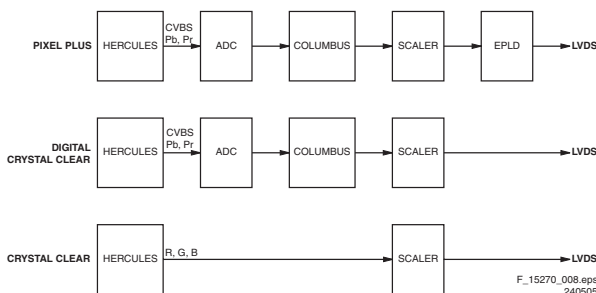 CVBS
Pb, Pr
PIXEL PLUS HERCULES ADC COLUMBUS SCALER EPLD LVDS
CVBS
Pb, Pr
DIGITAL
CRYSTAL CLEAR
HERCULES ADC COLUMBUS SCALER LVDS
CRYSTAL CLEAR HERCULES R, G, B SCALER LVDS
F_15270_008.eps
240505